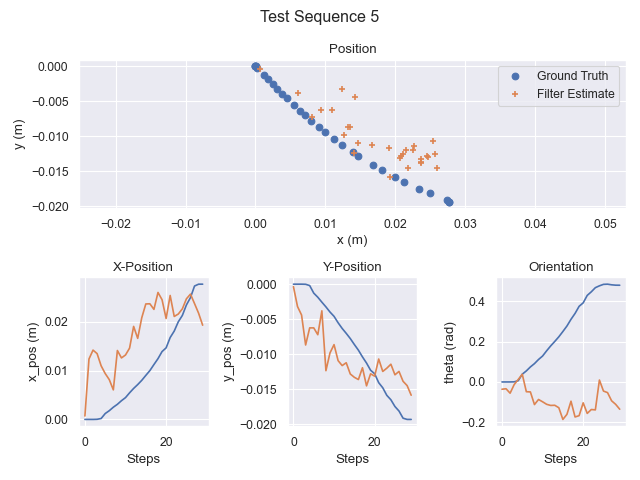 Test Sequence 5
Position
0.000
−0.005
−0.010
−0.015
−0.020
y (m)
Ground Truth
Filter Estimate
−0.02
−0.01
0.00
0.01
0.02
0.03
0.04
0.05
x (m)
X-Position
0.02
0.01
0.00
x_pos (m)
0
20
Steps
Y-Position
0.000
−0.005
−0.010
−0.015
−0.020
y_pos (m)
0
20
Steps
Orientation
0.4
0.2
0.0
−0.2
theta (rad)
0
20
Steps